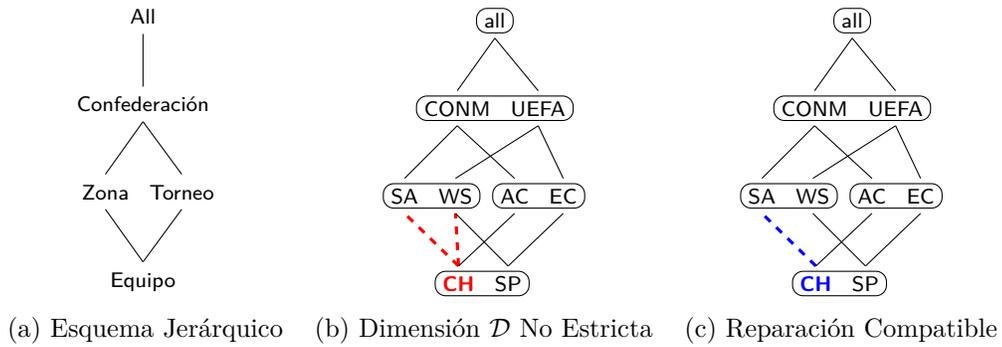 All
Confederación
Zona Torneo
Equipo
(a) Esquema Jerárquico
all
CONM UEFA
SA WS AC EC
CH SP
(b) Dimensión 𝒟 No Estricta
all
CONM UEFA
SA WS AC EC
CH SP
(c) Reparación Compatible